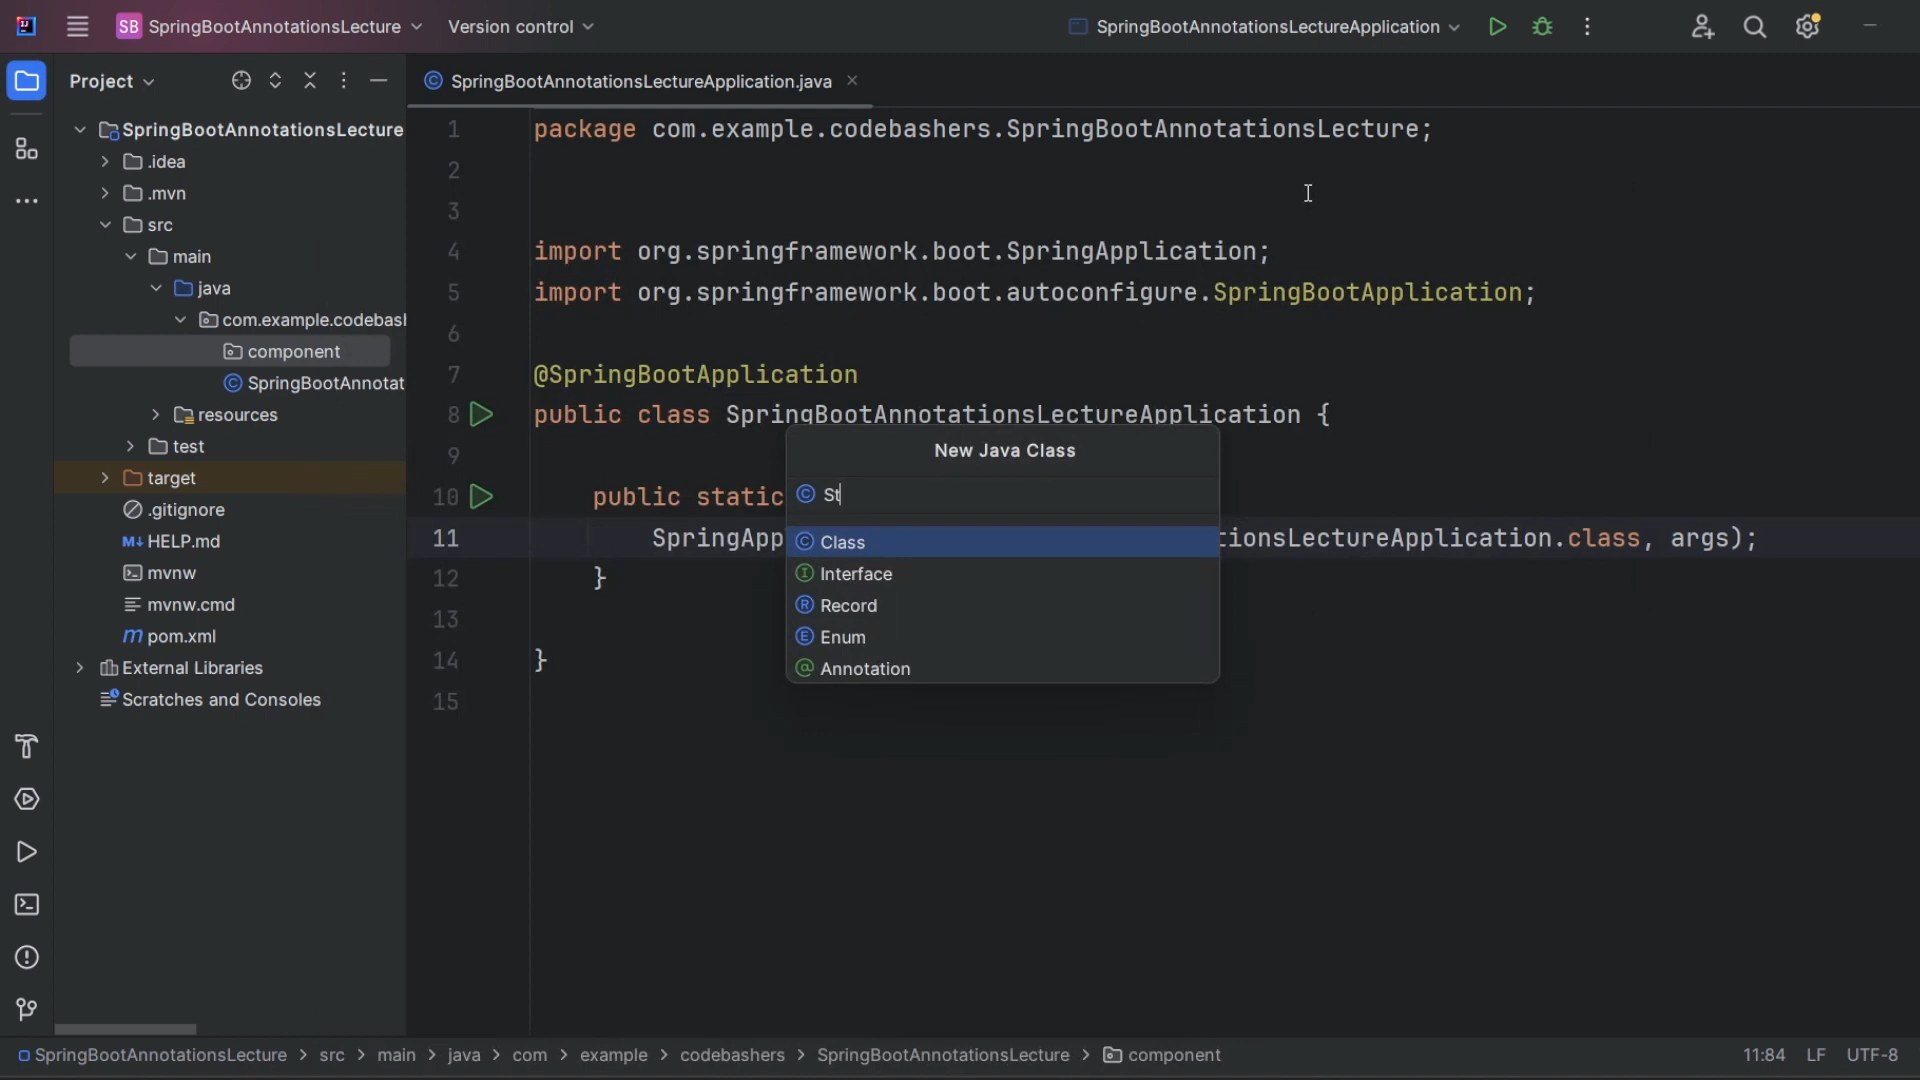 SB SpringBootAnnotationsLecture
Version control
SpringBootAnnotationsLectureApplication
Project
SpringBootAnnotationsLectureApplication.java
SpringBootAnnotationsLecture
.idea
.mvn
src
main
java
com.example.codebash
component
SpringBootAnnotat
resources
test
target
.gitignore
M↓ HELP.md
mvnw
mvnw.cmd
m pom.xml
External Libraries
Scratches and Consoles
1 package com.example.codebashers.SpringBootAnnotationsLecture;
2
3
4 import org.springframework.boot.SpringApplication;
5 import org.springframework.boot.autoconfigure.SpringBootApplication;
6
7 @SpringBootApplication
8 public class SpringBootAnnotationsLectureApplication {
9
10 public static
11 SpringApp tionsLectureApplication.class, args);
12 }
13
14 }
15
New Java Class
C St
C Class
I Interface
R Record
E Enum
@ Annotation
SpringBootAnnotationsLecture > src > main > java > com > example > codebashers > SpringBootAnnotationsLecture > component
11:84 LF UTF-8